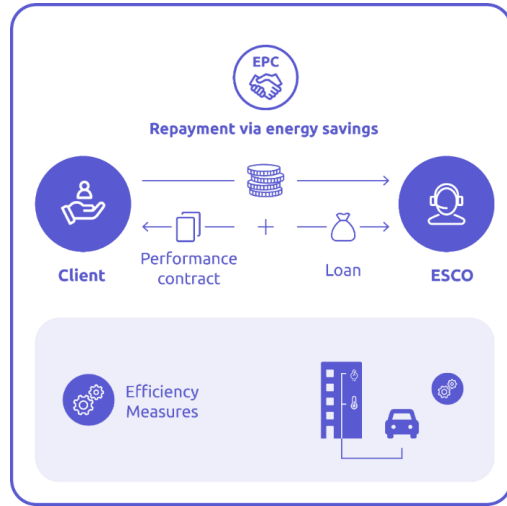 EPC
Repayment via energy savings
Client
Performance
contract
+
Loan
ESCO
Efficiency
Measures